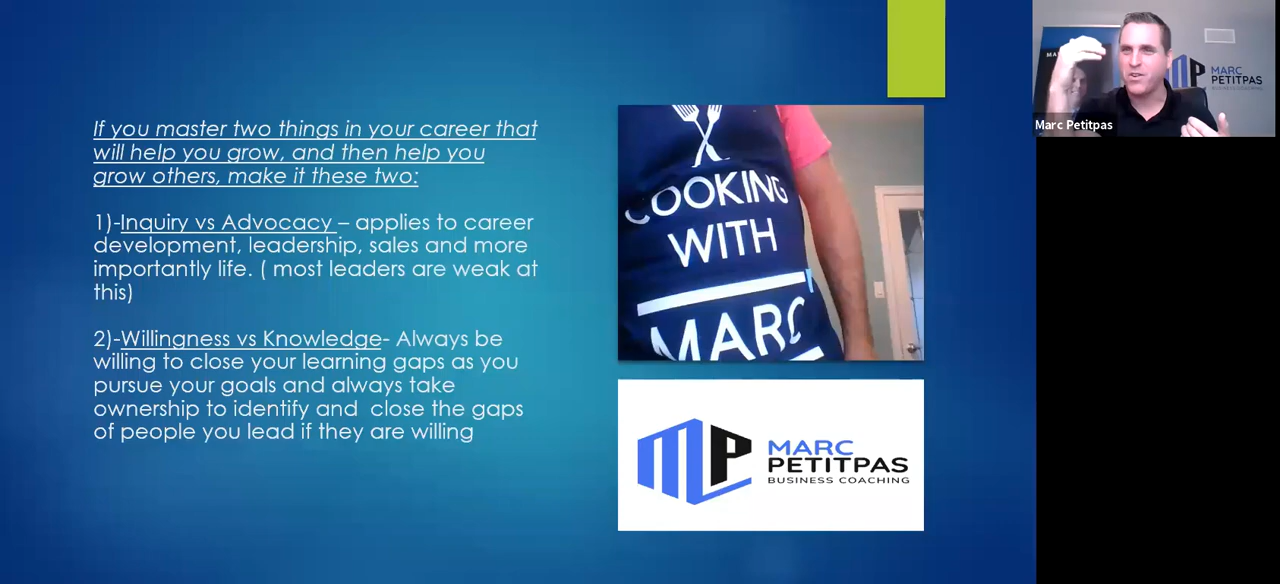 If you master two things in your career that
will help you grow, and then help you
grow others, make it these two:
1)-Inquiry vs Advocacy – applies to career
development, leadership, sales and more
importantly life. ( most leaders are weak at
this)
2)-Willingness vs Knowledge- Always be
willing to close your learning gaps as you
pursue your goals and always take
ownership to identify and  close the gaps
of people you lead if they are willing
COOKING
WITH
MARC
MP
MARC
PETITPAS
BUSINESS COACHING
MP
MARC
PETITPAS
BUSINESS COACHING
Marc Petitpas